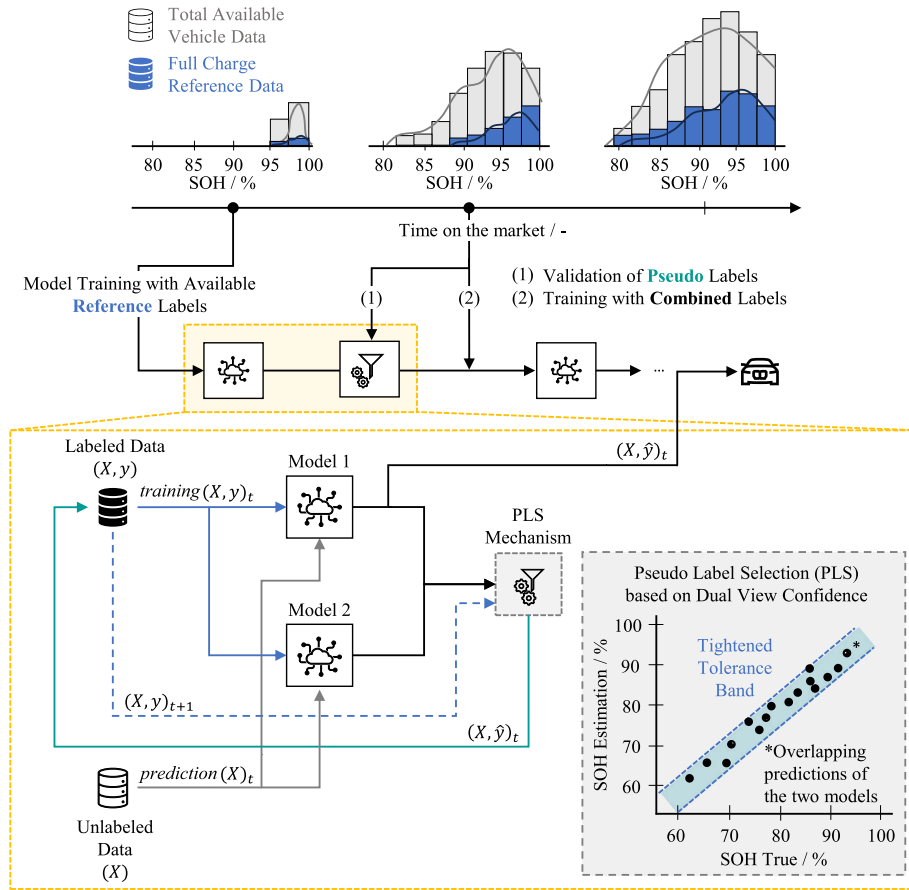 Total Available
Vehicle Data
Full Charge
Reference Data
80 85 90 95 100
SOH / %
80 85 90 95 100
SOH / %
80 85 90 95 100
SOH / %
Time on the market / -
Model Training with Available
Reference Labels
(1)
(2)
(1) Validation of Pseudo Labels
(2) Training with Combined Labels
...
Labeled Data
(X, y)
training (X, y)t
Model 1
(X, ŷ)t
PLS
Mechanism
Model 2
(X, y)t+1
(X, ŷ)t
prediction (X)t
Unlabeled
Data
(X)
Pseudo Label Selection (PLS)
based on Dual View Confidence
SOH Estimation / %
100
90
80
70
60
Tightened
Tolerance
Band
*
*Overlapping
predictions of
the two models
60 70 80 90 100
SOH True / %